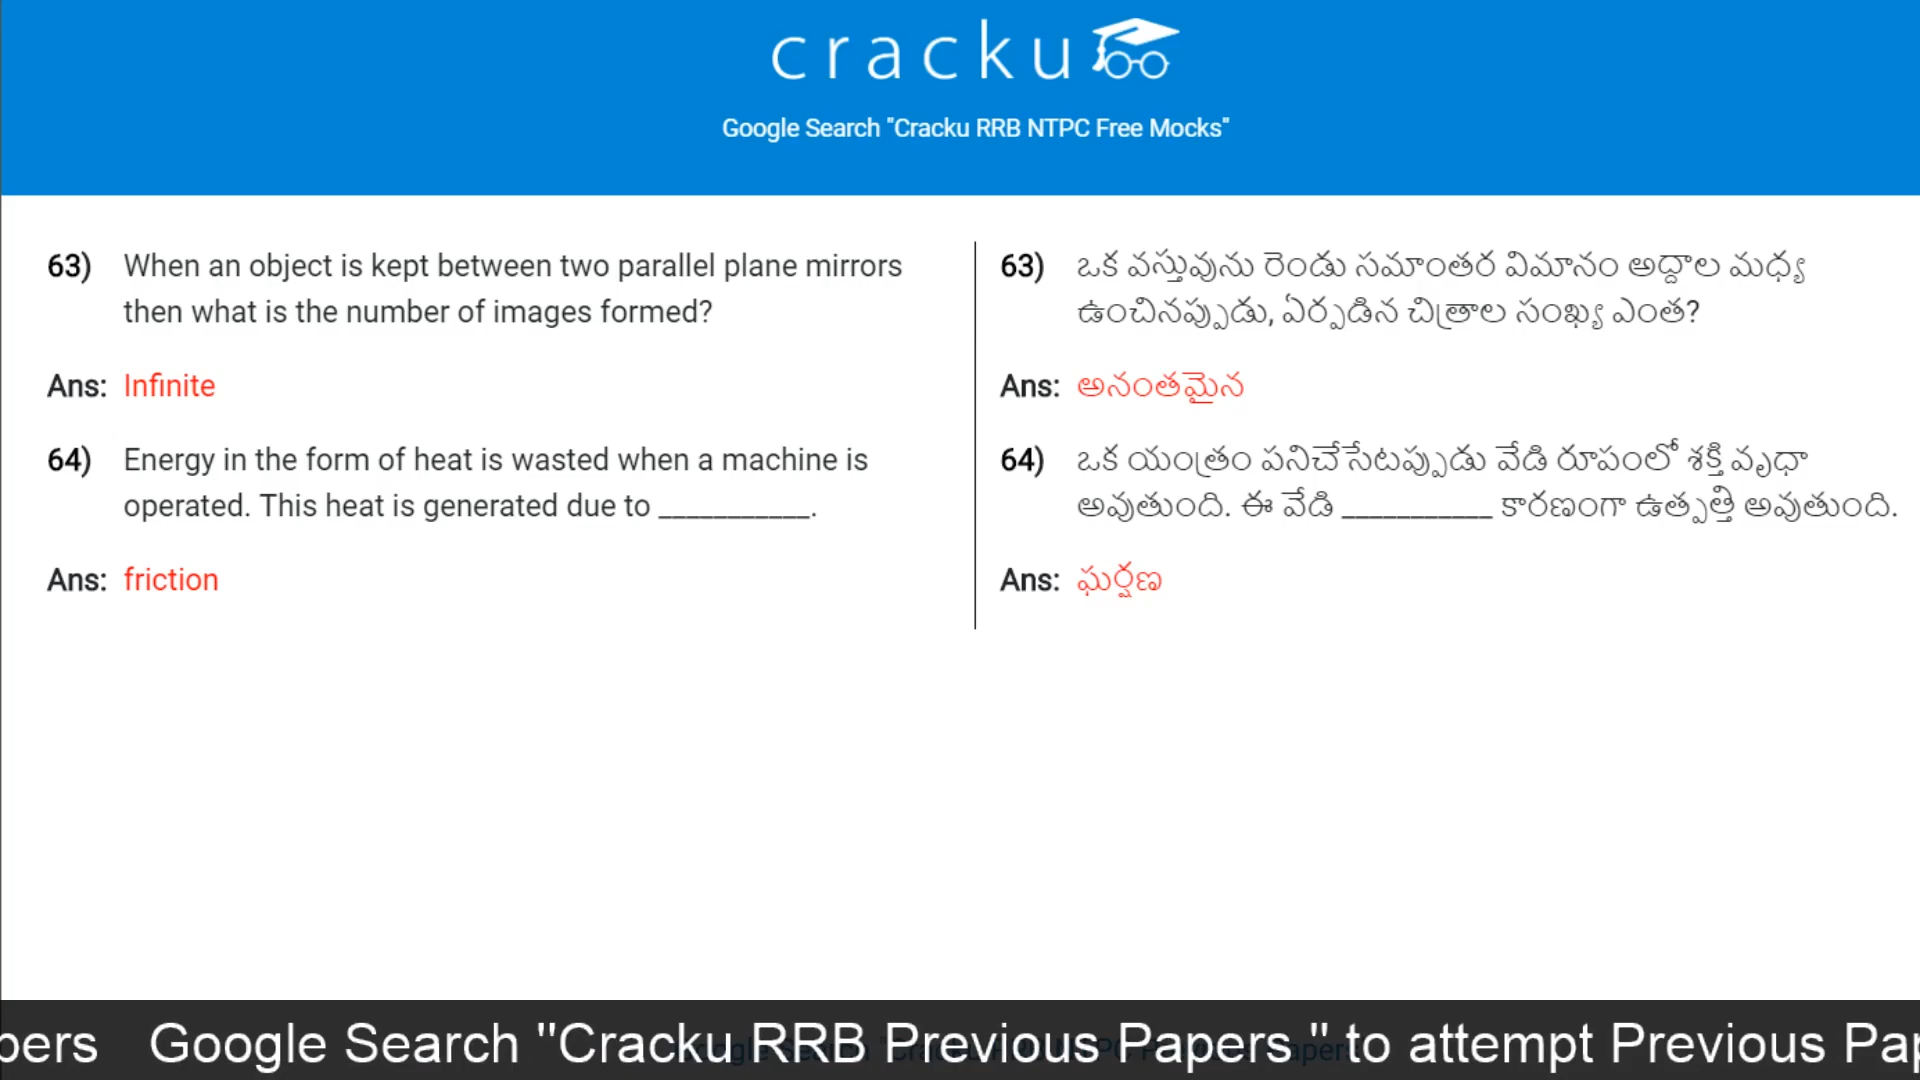 cracku
Google Search "Cracku RRB NTPC Free Mocks"
63) When an object is kept between two parallel plane mirrors
then what is the number of images formed?
Ans: Infinite
64) Energy in the form of heat is wasted when a machine is
operated. This heat is generated due to ___________.
Ans: friction
63) ఒక వస్తువును రెండు సమాంతర విమానం అద్దాల మధ్య
ఉంచినప్పుడు, ఏర్పడిన చిత్రాల సంఖ్య ఎంత?
Ans: అనంతమైన
64) ఒక యంత్రం పనిచేసేటప్పుడు వేడి రూపంలో శక్తి వృధా
అవుతుంది. ఈ వేడి ___________ కారణంగా ఉత్పత్తి అవుతుంది.
Ans: ఘర్షణ
pers Google Search "Cracku RRB Previous Papers " to attempt Previous Pap